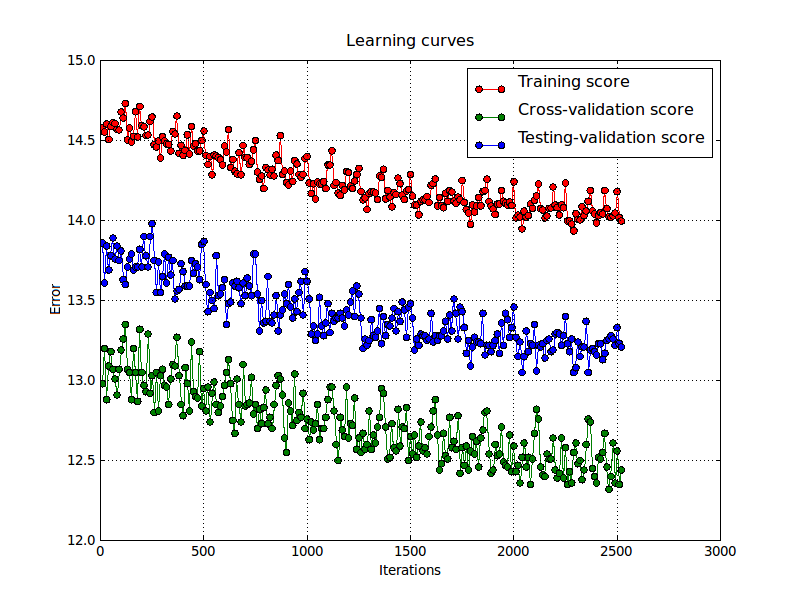 Learning curves
15.0
Training score
Cross-validation score
Testing-validation score
14.5
14.0
13.5
13.0
12.5
12.0
Error
0 500 1000 1500 2000 2500 3000
Iterations